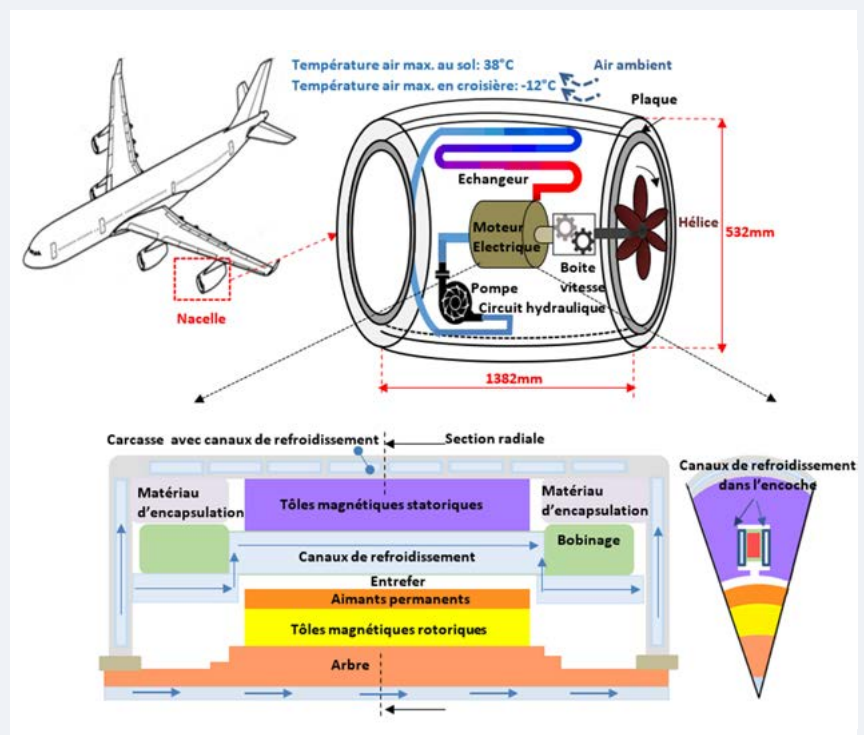 Température air max. au sol: 38°C
Température air max. en croisière: -12°C
Air ambient
Plaque
Echangeur
Moteur
Electrique
Hélice
532mm
Boite
vitesse
Pompe
Circuit hydraulique
Nacelle
1382mm
Carcasse avec canaux de refroidissement
Section radiale
Canaux de refroidissement
dans l'encoche
Matériau
d'encapsulation
Tôles magnétiques statoriques
Matériau
d'encapsulation
Bobinage
Canaux de refroidissement
Entrefer
Aimants permanents
Tôles magnétiques rotoriques
Arbre